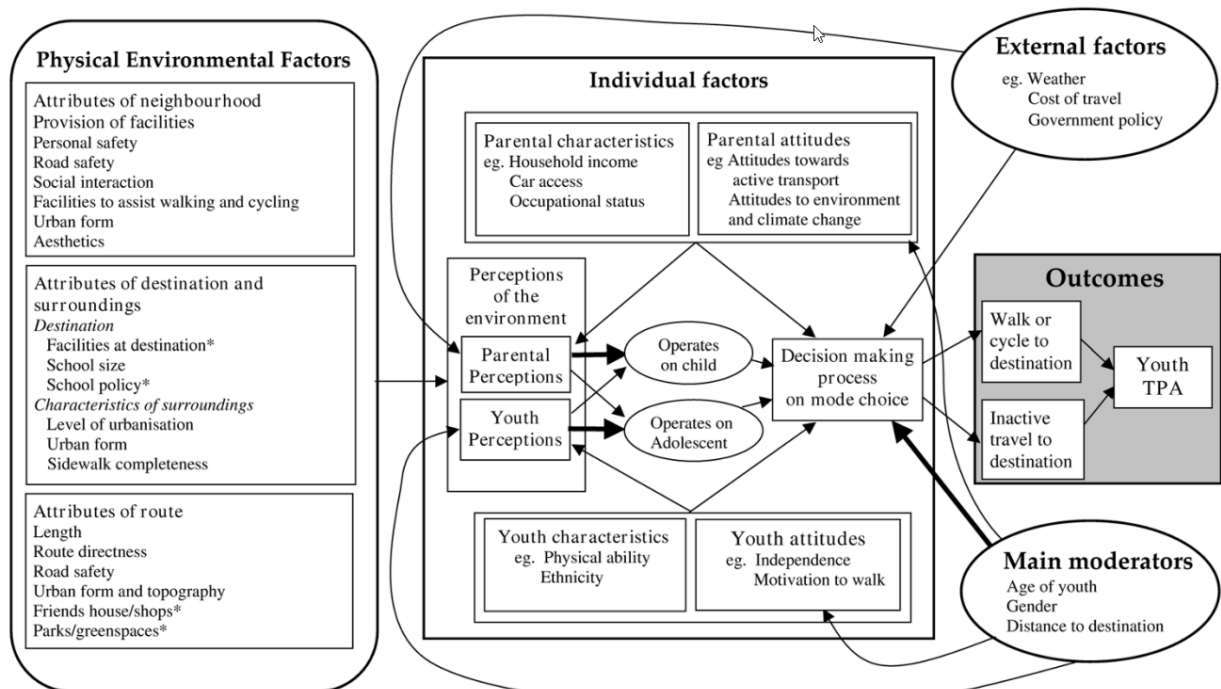 Physical Environmental Factors
Attributes of neighbourhood
Provision of facilities
Personal safety
Road safety
Social interaction
Facilities to assist walking and cycling
Urban form
Aesthetics
Attributes of destination and
surroundings
Destination
Facilities at destination*
School size
School policy*
Characteristics of surroundings
Level of urbanisation
Urban form
Sidewalk completeness
Attributes of route
Length
Route directness
Road safety
Urban form and topography
Friends house/shops*
Parks/greenspaces*
Individual factors
Parental characteristics
eg. Household income
Car access
Occupational status
Parental attitudes
eg Attitudes towards
active transport
Attitudes to environment
and climate change
Perceptions
of the
environment
Parental
Perceptions
Youth
Perceptions
Operates
on child
Operates on
Adolescent
Decision making
process
on mode choice
Youth characteristics
eg. Physical ability
Ethnicity
Youth attitudes
eg. Independence
Motivation to walk
External factors
eg. Weather
Cost of travel
Government policy
Outcomes
Walk or
cycle to
destination
Inactive
travel to
destination
Youth
TPA
Main moderators
Age of youth
Gender
Distance to destination